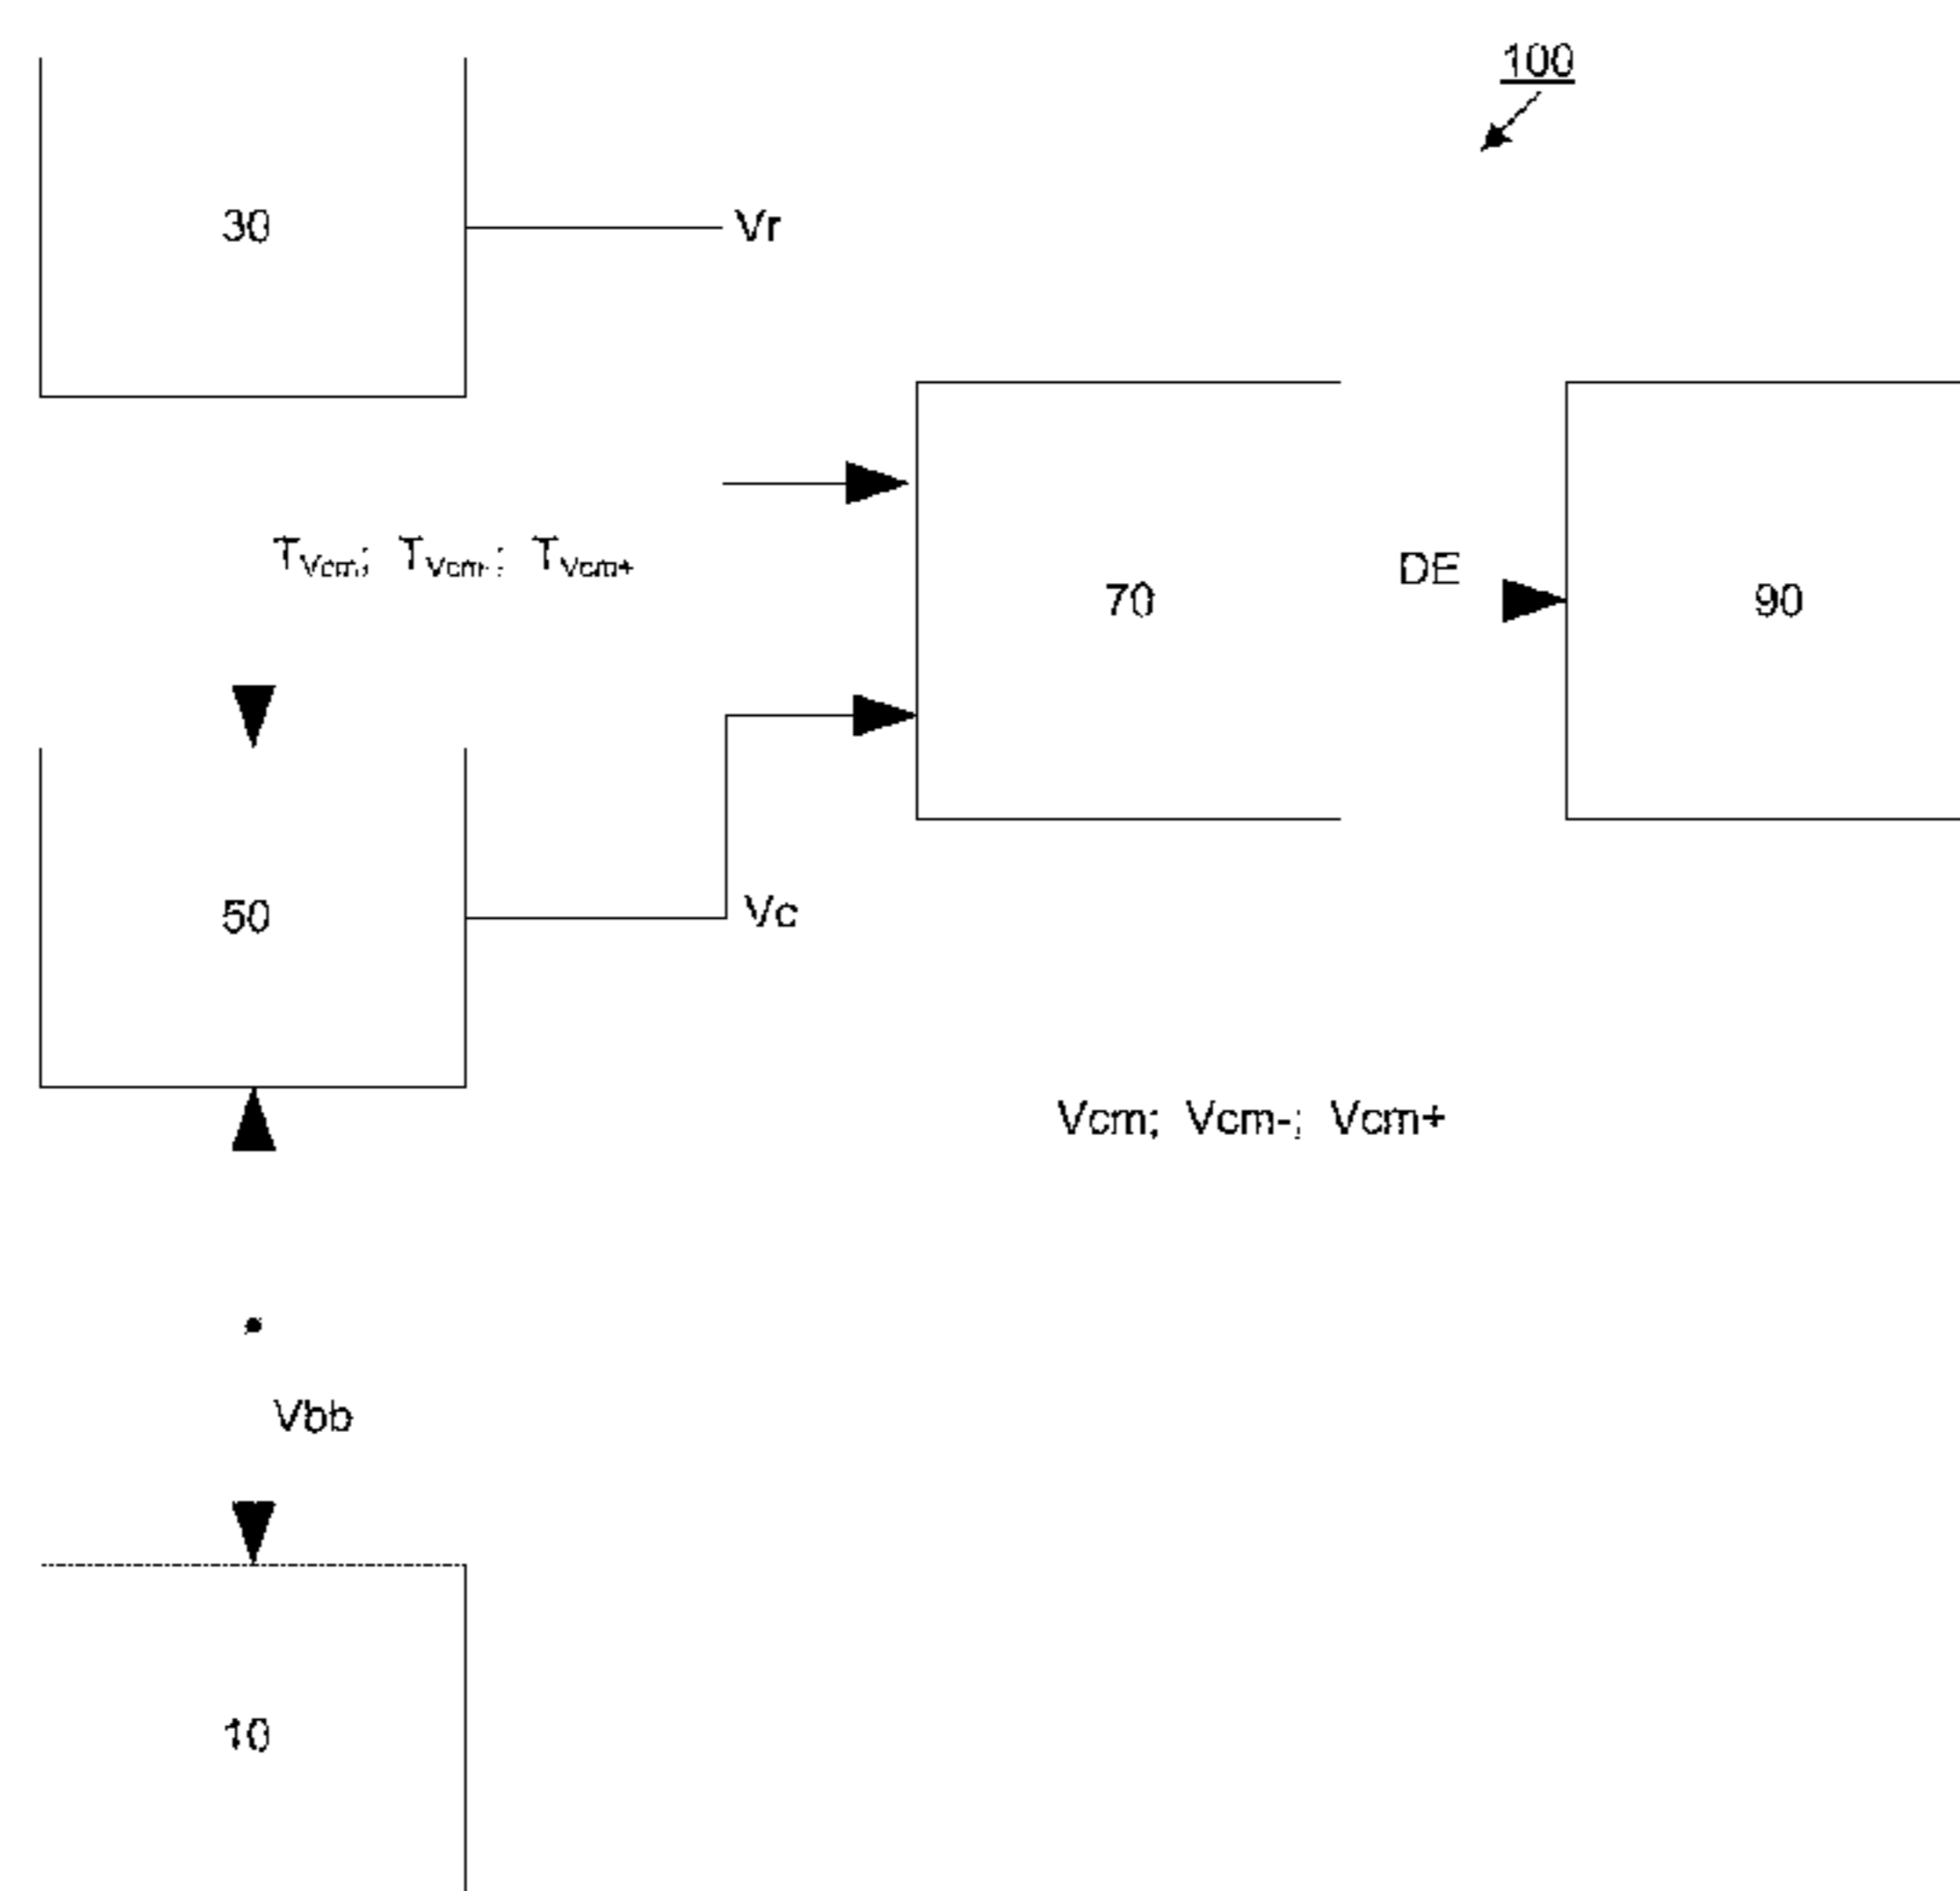 100
30
Vr
TVcm; TVcm-; TVcm+
DE
70
90
50
Vc
Vcm; Vcm-; Vcm+
Vbb
10